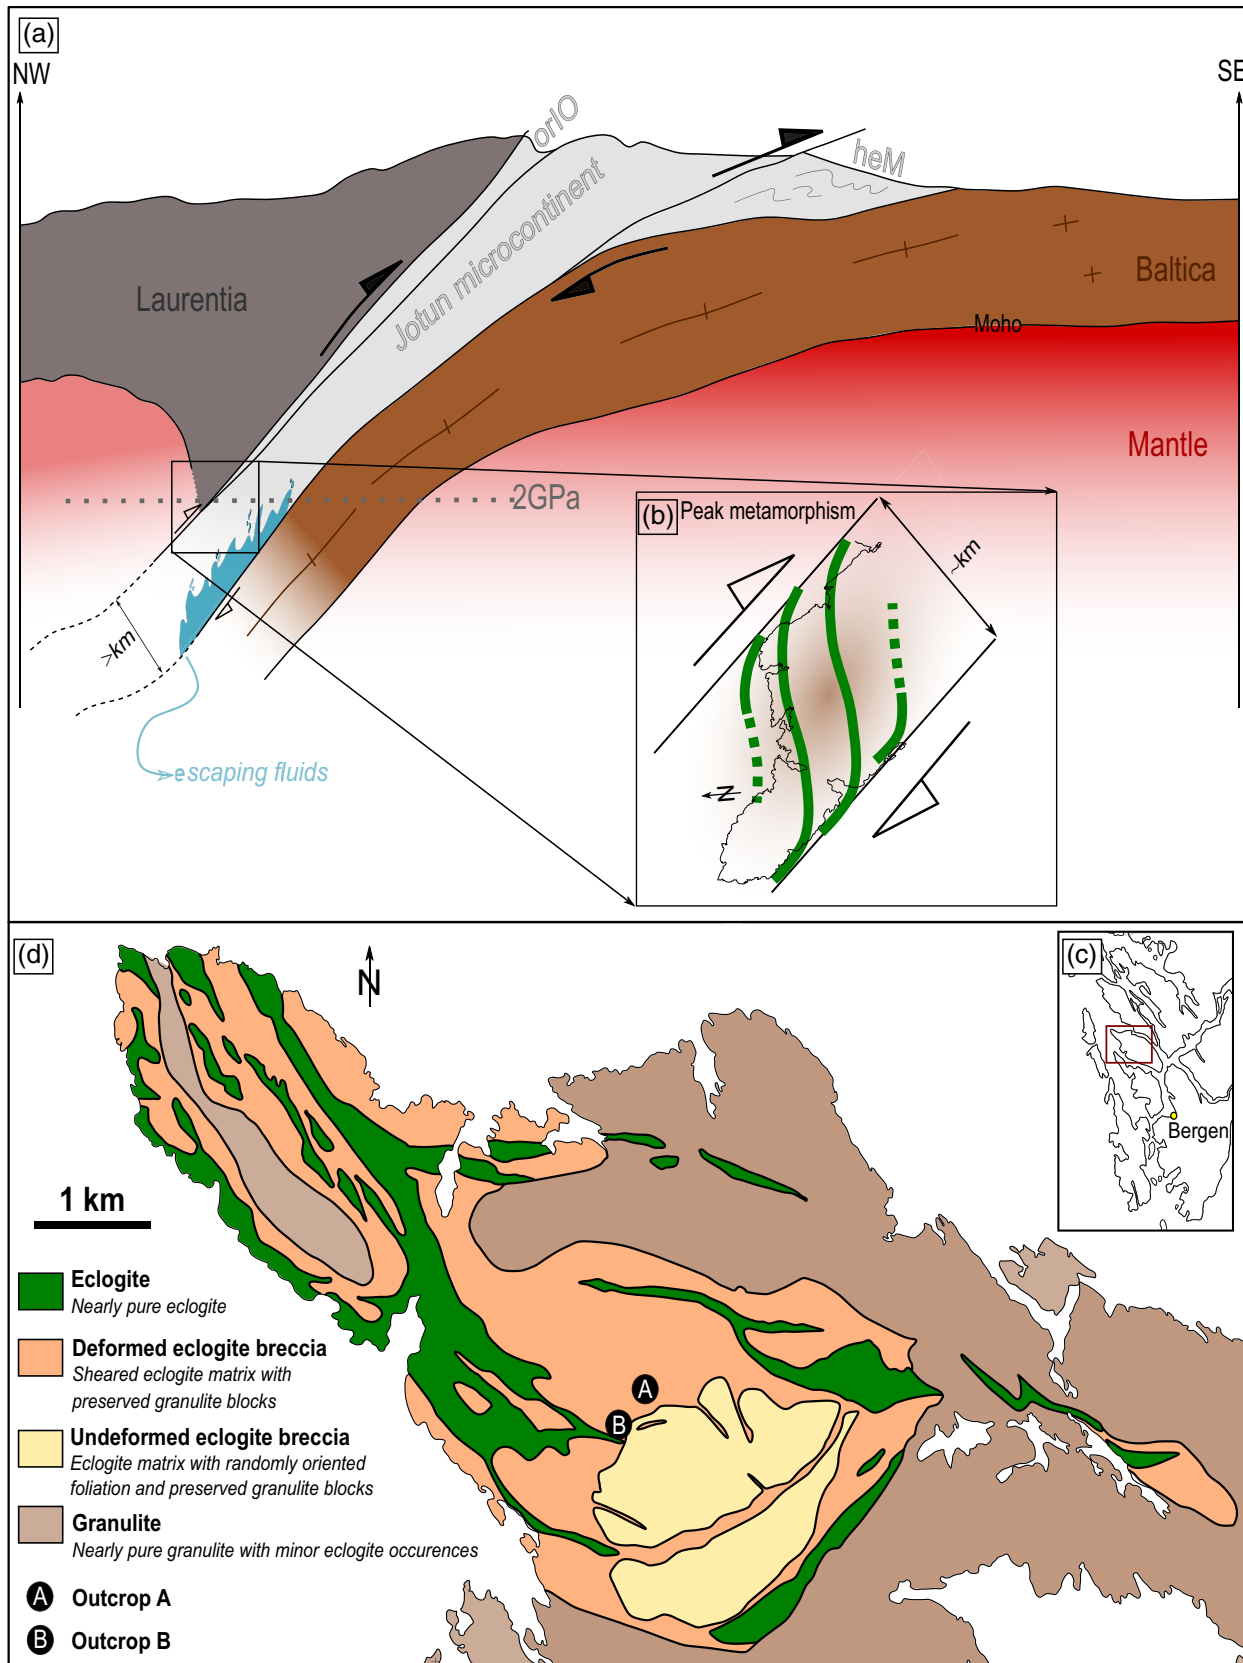 (a)
NW
SE
orIO
heM
Jotun microcontinent
Laurentia
Baltica
Moho
Mantle
2GPa
>km
escaping fluids
(b)
Peak metamorphism
~km
N
(d)
N
(c)
Bergen
1 km
Eclogite
Nearly pure eclogite
Deformed eclogite breccia
Sheared eclogite matrix with
preserved granulite blocks
Undeformed eclogite breccia
Eclogite matrix with randomly oriented
foliation and preserved granulite blocks
Granulite
Nearly pure granulite with minor eclogite occurences
A
Outcrop A
B
Outcrop B
A
B